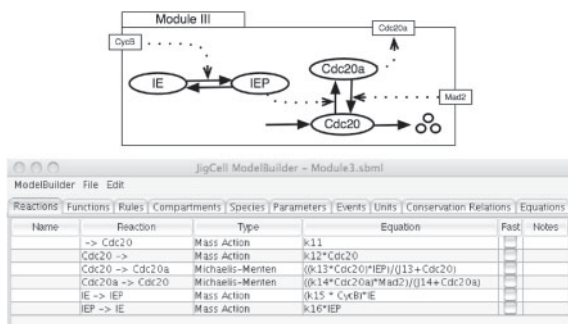 Module III
Cdc20a
CycB
IE
IEP
Cdc20a
Mad2
Cdc20
JigCell ModelBuilder - Module3.sbml
ModelBuilder File Edit
Reactions Functions Rules Compartments Species Parameters Events Units Conservation Relations Equations
Name Reaction Type Equation Fast Notes
-> Cdc20 Mass Action k11
Cdc20 -> Mass Action k12*Cdc20
Cdc20 -> Cdc20a Michaelis-Menten ((k13*Cdc20)*IEP)/(J13+Cdc20)
Cdc20a -> Cdc20 Michaelis-Menten ((k14*Cdc20a)*Mad2)/(J14+Cdc20a)
IE -> IEP Mass Action (k15 * CycB)*IE
IEP -> IE Mass Action k16*IEP